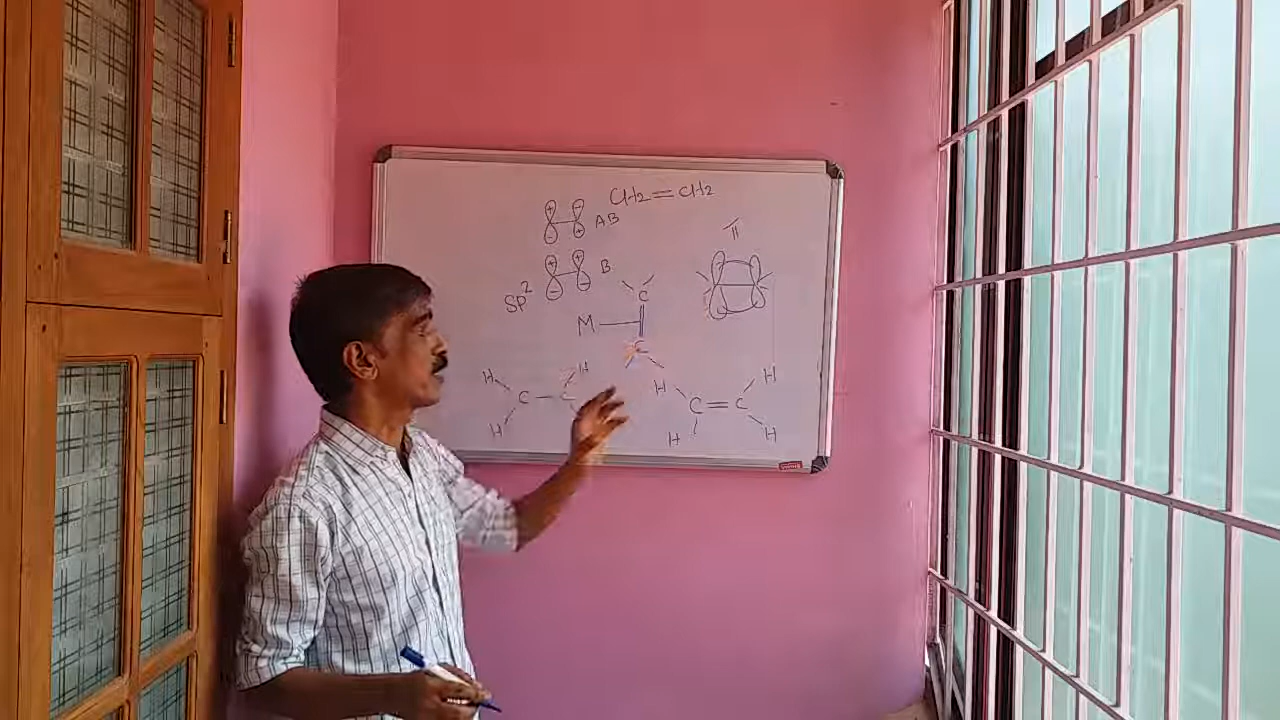 CH2=CH2
+ - AB
- +
π
+ + B
- -
SP2
C
M
C
H H
C - C
H
H H
C = C
H H